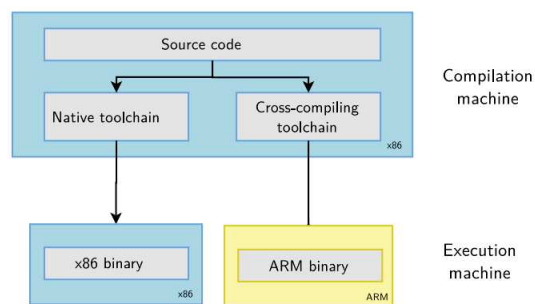 Source code
Native toolchain
Cross-compiling
toolchain
x86
Compilation
machine
x86 binary
x86
ARM binary
ARM
Execution
machine